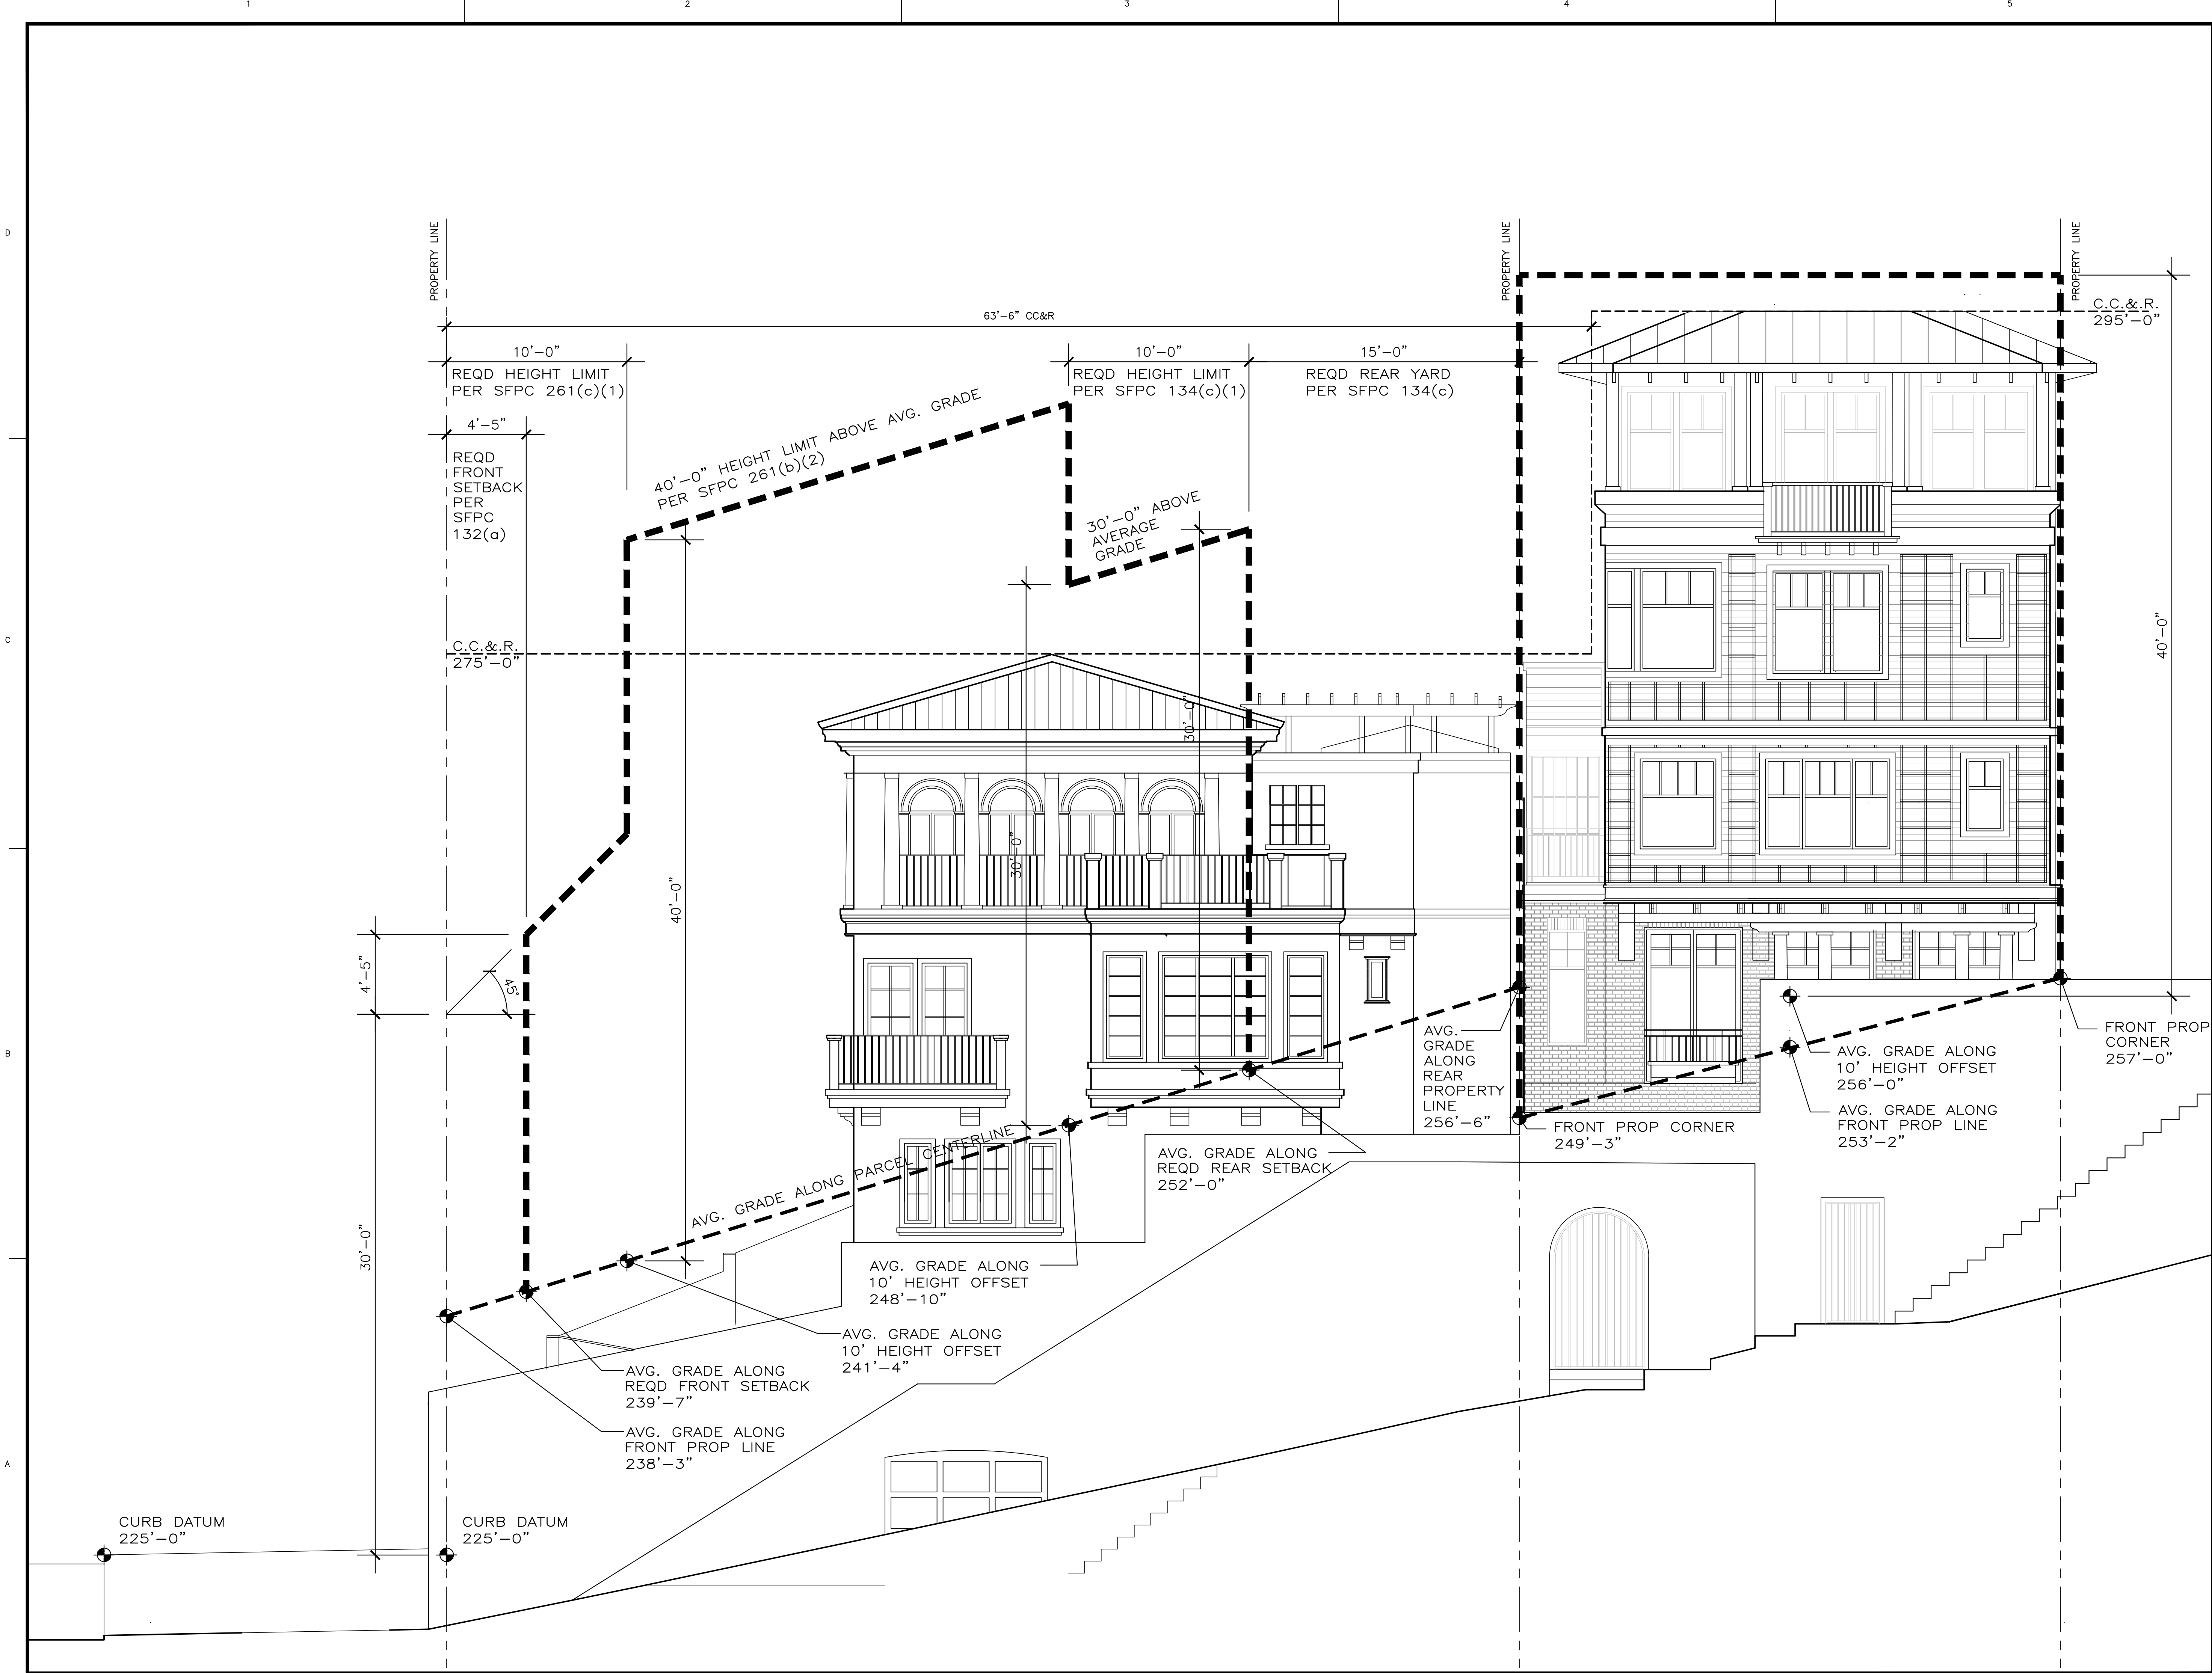 1
2
3
4
5
D
C
B
A
PROPERTY LINE
PROPERTY LINE
PROPERTY LINE
C.C.&.R.
295'-0"
63'-6" CC&R
10'-0"
REQD HEIGHT LIMIT
PER SFPC 261(c)(1)
10'-0"
REQD HEIGHT LIMIT
PER SFPC 134(c)(1)
15'-0"
REQD REAR YARD
PER SFPC 134(c)
4'-5"
REQD
FRONT
SETBACK
PER
SFPC
132(a)
40'-0" HEIGHT LIMIT ABOVE AVG. GRADE
PER SFPC 261(b)(2)
30'-0" ABOVE
AVERAGE
GRADE
C.C.&.R.
275'-0"
40'-0"
30'-0"
30'-0"
40'-0"
4'-5"
45°
30'-0"
AVG. GRADE ALONG PARCEL CENTERLINE
AVG.
GRADE
ALONG
REAR
PROPERTY
LINE
256'-6"
FRONT PROP CORNER
249'-3"
AVG. GRADE ALONG
10' HEIGHT OFFSET
256'-0"
AVG. GRADE ALONG
FRONT PROP LINE
253'-2"
FRONT PROP
CORNER
257'-0"
AVG. GRADE ALONG
REQD REAR SETBACK
252'-0"
AVG. GRADE ALONG
10' HEIGHT OFFSET
248'-10"
AVG. GRADE ALONG
10' HEIGHT OFFSET
241'-4"
AVG. GRADE ALONG
REQD FRONT SETBACK
239'-7"
AVG. GRADE ALONG
FRONT PROP LINE
238'-3"
CURB DATUM
225'-0"
CURB DATUM
225'-0"